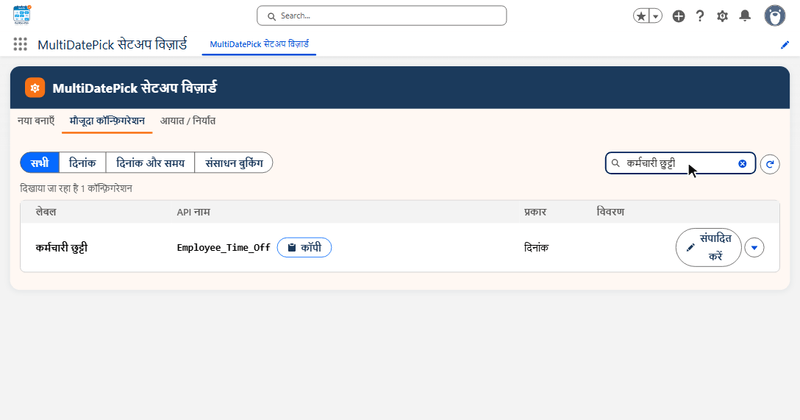 Search...
MultiDatePick सेटअप विज़ार्ड
MultiDatePick सेटअप विज़ार्ड
MultiDatePick सेटअप विज़ार्ड
नया बनाएँ
मौजूदा कॉन्फ़िगरेशन
आयात / निर्यात
सभी
दिनांक
दिनांक और समय
संसाधन बुकिंग
कर्मचारी छुट्टी
दिखाया जा रहा है 1 कॉन्फ़िगरेशन
लेबल
API नाम
प्रकार
विवरण
कर्मचारी छुट्टी
Employee_Time_Off
कॉपी
दिनांक
संपादित
करें